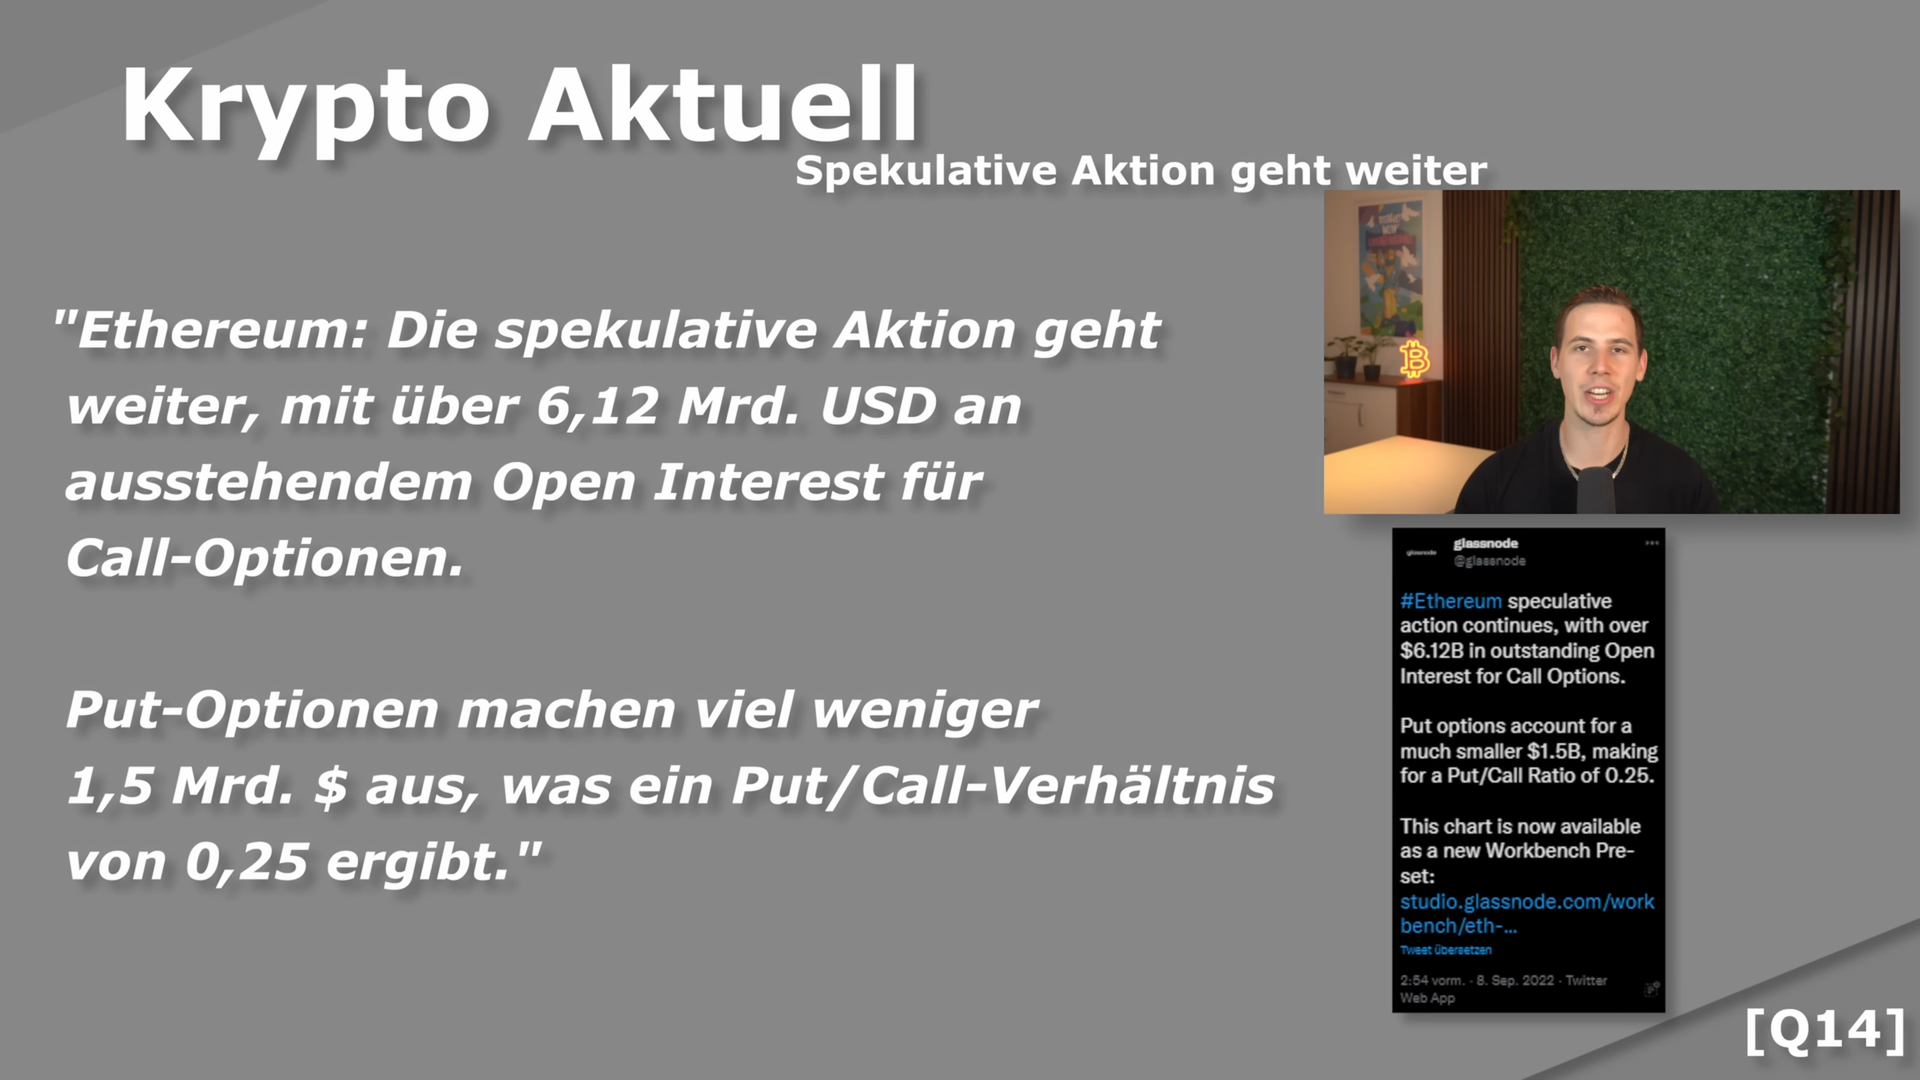 Krypto Aktuell
Spekulative Aktion geht weiter
"Ethereum: Die spekulative Aktion geht
weiter, mit über 6,12 Mrd. USD an
ausstehendem Open Interest für
Call-Optionen.
Put-Optionen machen viel weniger
1,5 Mrd. $ aus, was ein Put/Call-Verhältnis
von 0,25 ergibt."
glassnode
glassnode
@glassnode
#Ethereum speculative
action continues, with over
$6.12B in outstanding Open
Interest for Call Options.
Put options account for a
much smaller $1.5B, making
for a Put/Call Ratio of 0.25.
This chart is now available
as a new Workbench Pre-
set:
studio.glassnode.com/work
bench/eth-...
Tweet übersetzen
2:54 vorm. · 8. Sep. 2022 · Twitter
Web App
[Q14]